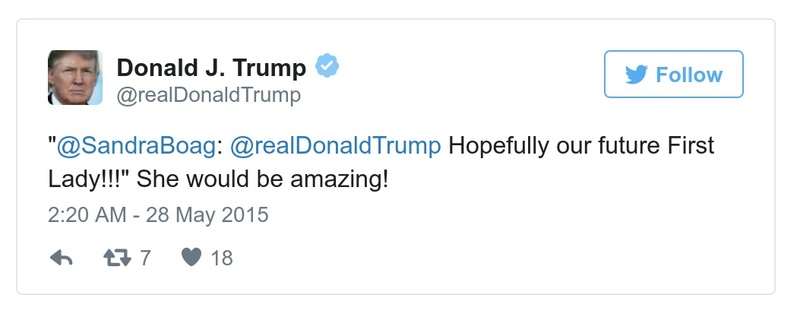 Donald J. Trump
Follow
@realDonaldTrump
"@SandraBoag: @realDonaldTrump Hopefully our future First
Lady!!!" She would be amazing!
2:20 AM - 28 May 2015
7 18